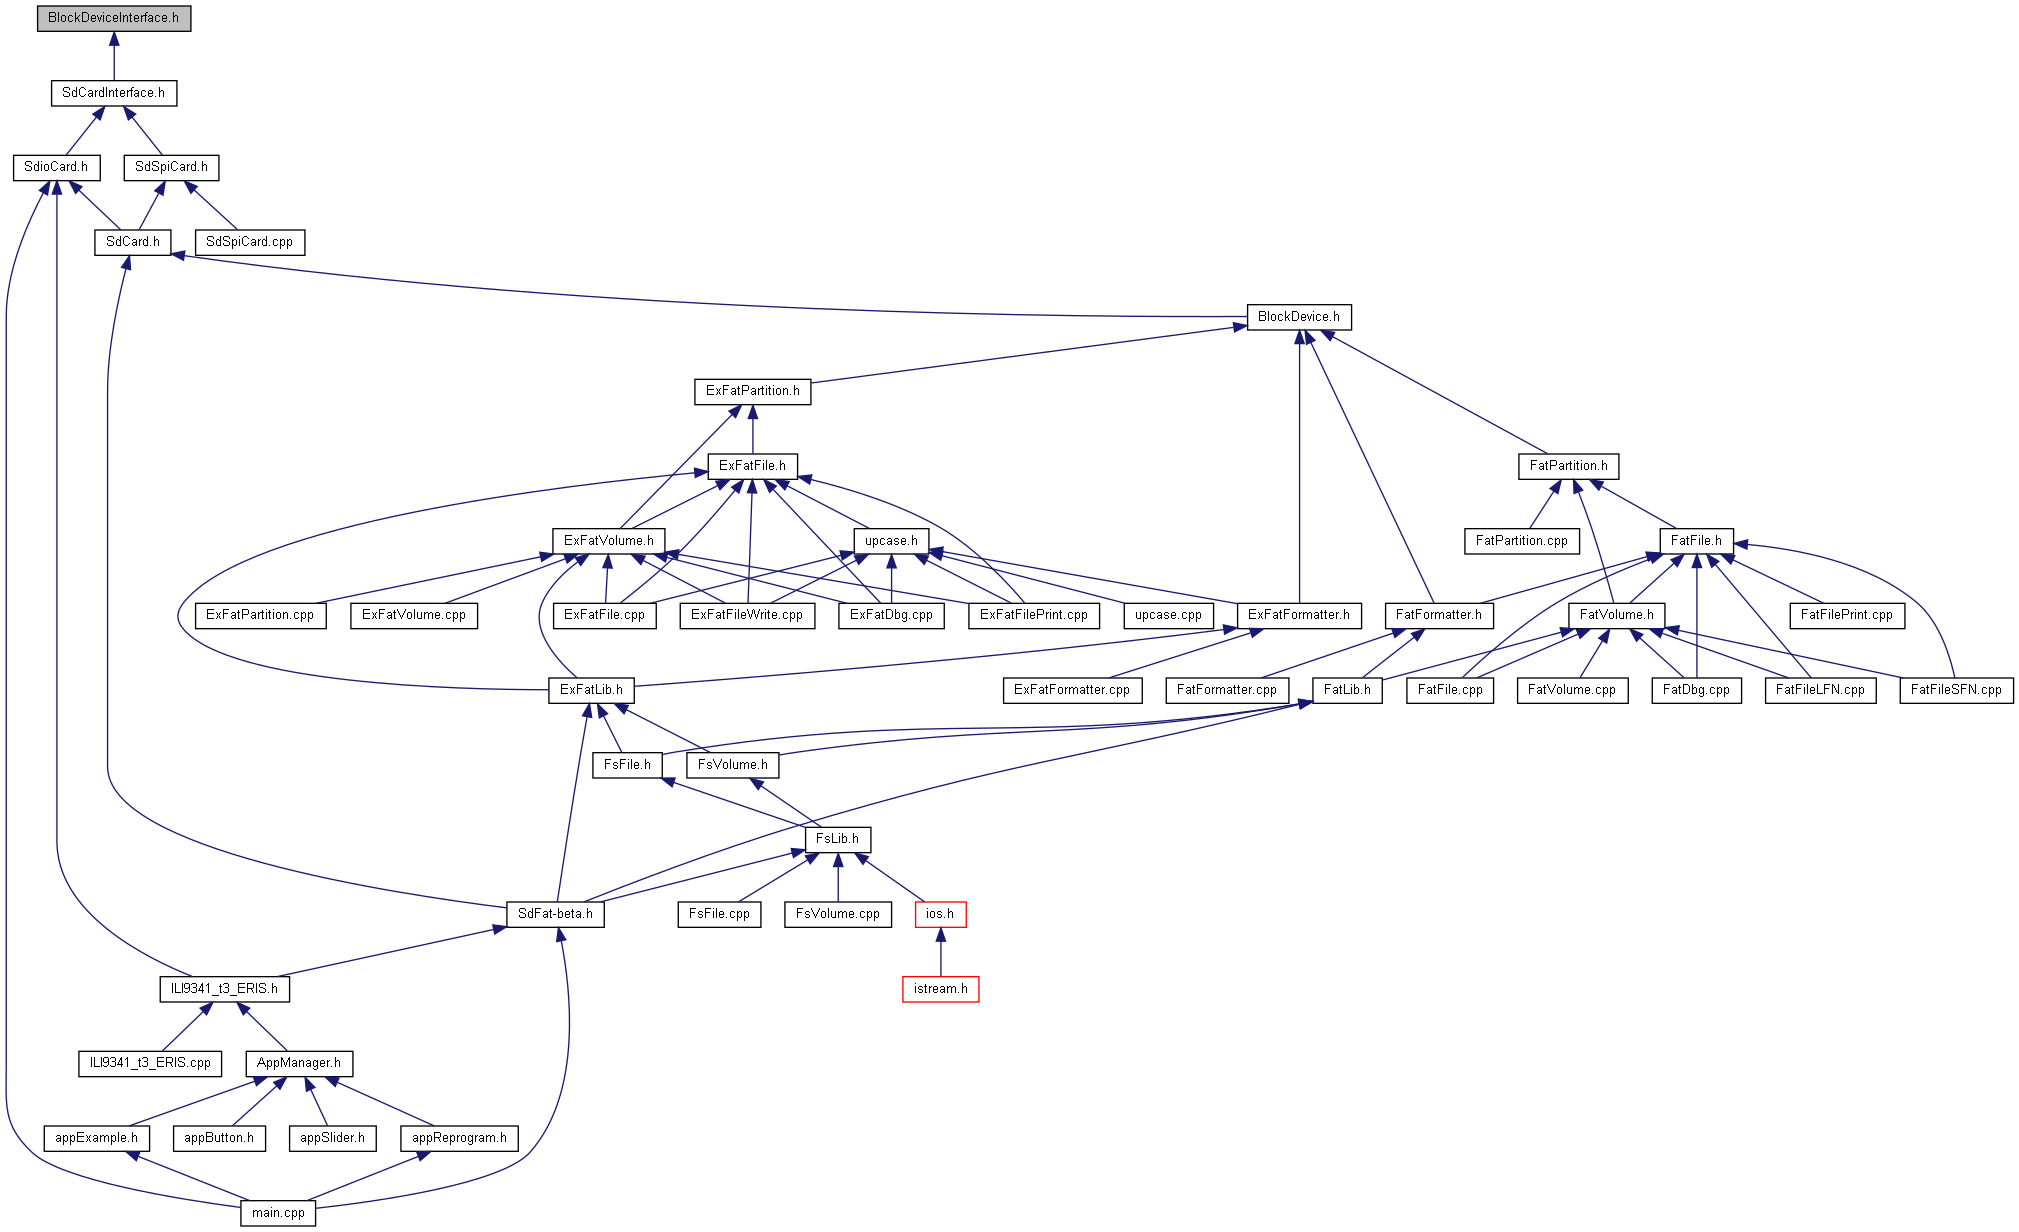 BlockDeviceInterface.h
SdCardInterface.h
SdioCard.h
SdSpiCard.h
SdCard.h
SdSpiCard.cpp
BlockDevice.h
ExFatPartition.h
ExFatFile.h
FatPartition.h
ExFatVolume.h
upcase.h
FatPartition.cpp
FatFile.h
ExFatPartition.cpp
ExFatVolume.cpp
ExFatFile.cpp
ExFatFileWrite.cpp
ExFatDbg.cpp
ExFatFilePrint.cpp
upcase.cpp
ExFatFormatter.h
FatFormatter.h
FatVolume.h
FatFilePrint.cpp
ExFatLib.h
ExFatFormatter.cpp
FatFormatter.cpp
FatLib.h
FatFile.cpp
FatVolume.cpp
FatDbg.cpp
FatFileLFN.cpp
FatFileSFN.cpp
FsFile.h
FsVolume.h
FsLib.h
SdFat-beta.h
FsFile.cpp
FsVolume.cpp
ios.h
ILI9341_t3_ERIS.h
istream.h
ILI9341_t3_ERIS.cpp
AppManager.h
appExample.h
appButton.h
appSlider.h
appReprogram.h
main.cpp